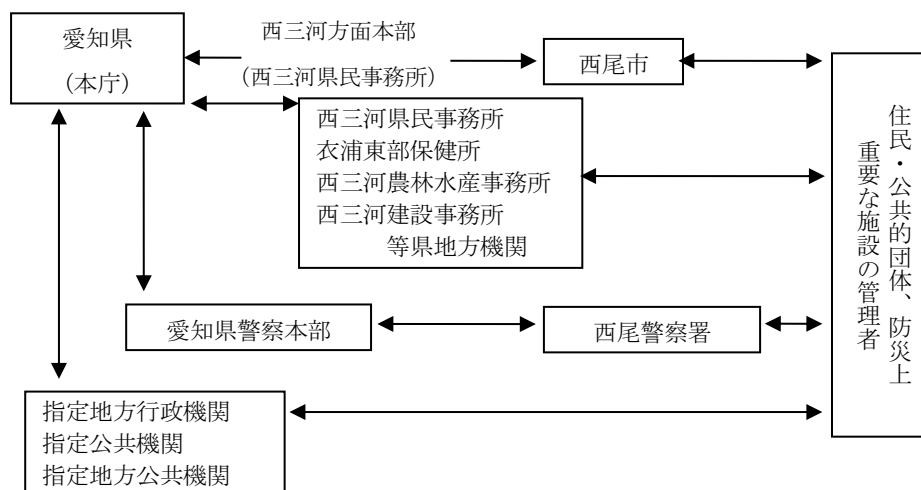 愛知県
(本庁)
西三河方面本部
(西三河県民事務所)
西尾市
西三河県民事務所
衣浦東部保健所
西三河農林水産事務所
西三河建設事務所
等県地方機関
住民・公共的団体、防災上
重要な施設の管理者
愛知県警察本部
西尾警察署
指定地方行政機関
指定公共機関
指定地方公共機関